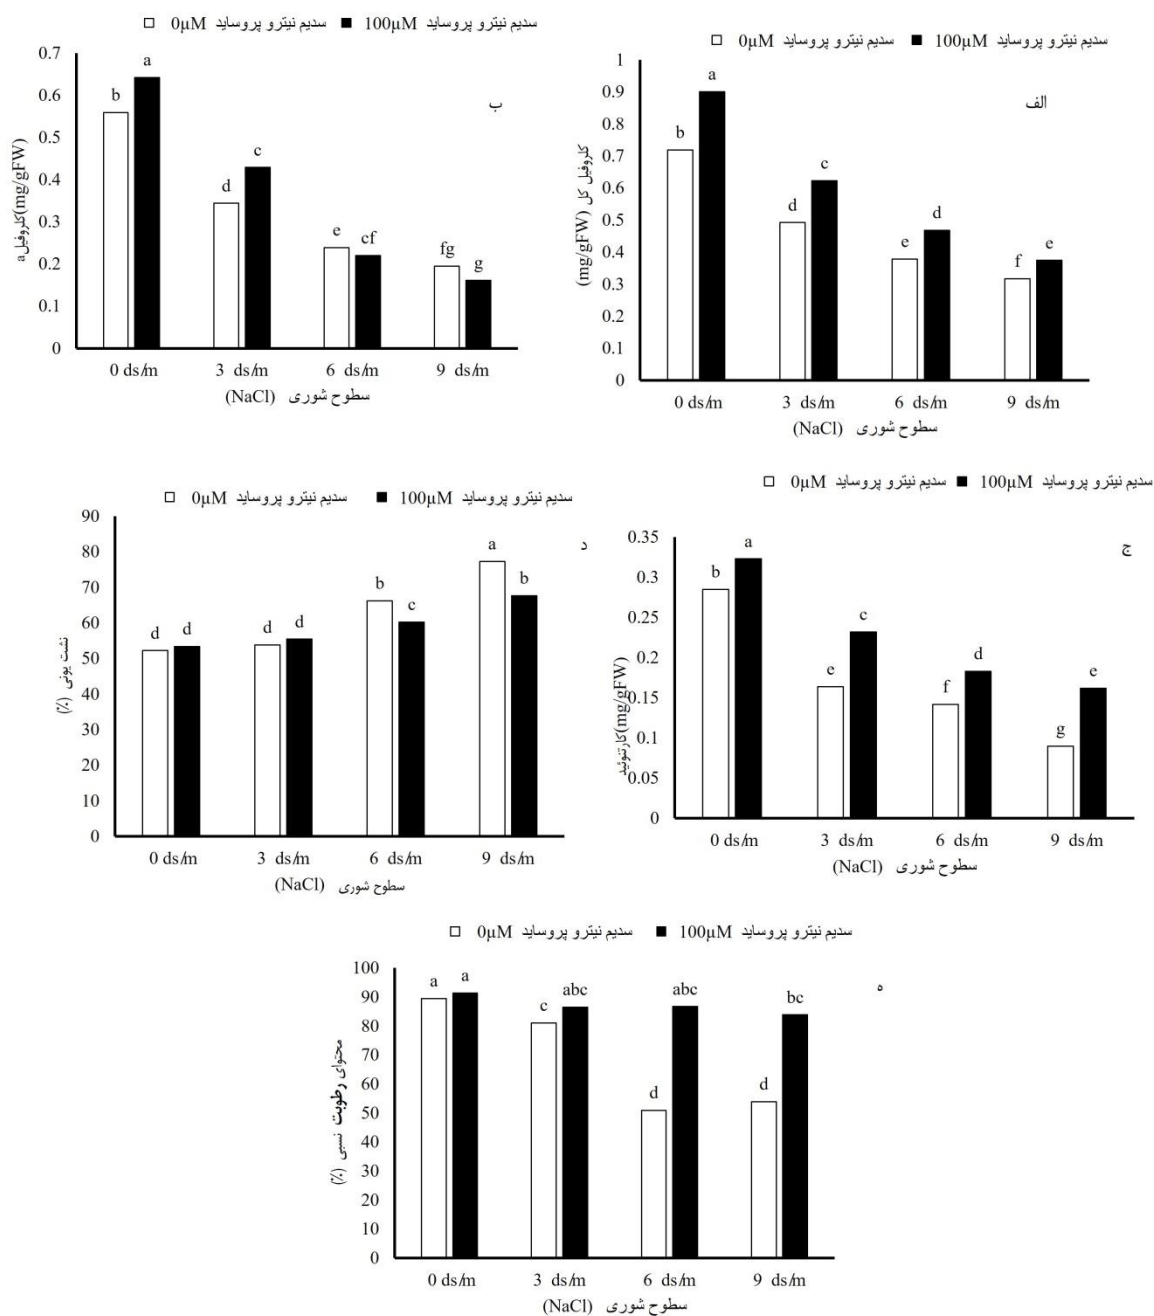 □ 0µM سدیم نیترو پروساید ■ 100µM سدیم نیترو پروساید
الف
کلروفیل کل (mg/gFW)
1
0.9
0.8
0.7
0.6
0.5
0.4
0.3
0.2
0.1
0
b a d c e d f e
0 ds/m 3 ds/m 6 ds/m 9 ds/m
سطوح شوری (NaCl)
□ 0µM سدیم نیترو پروساید ■ 100µM سدیم نیترو پروساید
ب
کلروفیل a (mg/gFW)
0.7
0.6
0.5
0.4
0.3
0.2
0.1
0
b a d c e cf fg g
0 ds/m 3 ds/m 6 ds/m 9 ds/m
سطوح شوری (NaCl)
□ 0µM سدیم نیترو پروساید ■ 100µM سدیم نیترو پروساید
ج
کارتنوئید (mg/gFW)
0.35
0.3
0.25
0.2
0.15
0.1
0.05
0
b a e c f d g e
0 ds/m 3 ds/m 6 ds/m 9 ds/m
سطوح شوری (NaCl)
□ 0µM سدیم نیترو پروساید ■ 100µM سدیم نیترو پروساید
د
نشت یونی (٪)
90
80
70
60
50
40
30
20
10
0
d d d d b c a b
0 ds/m 3 ds/m 6 ds/m 9 ds/m
سطوح شوری (NaCl)
□ 0µM سدیم نیترو پروساید ■ 100µM سدیم نیترو پروساید
ه
محتوای رطوبت نسبی (٪)
100
90
80
70
60
50
40
30
20
10
0
a a c abc d abc d bc
0 ds/m 3 ds/m 6 ds/m 9 ds/m
سطوح شوری (NaCl)